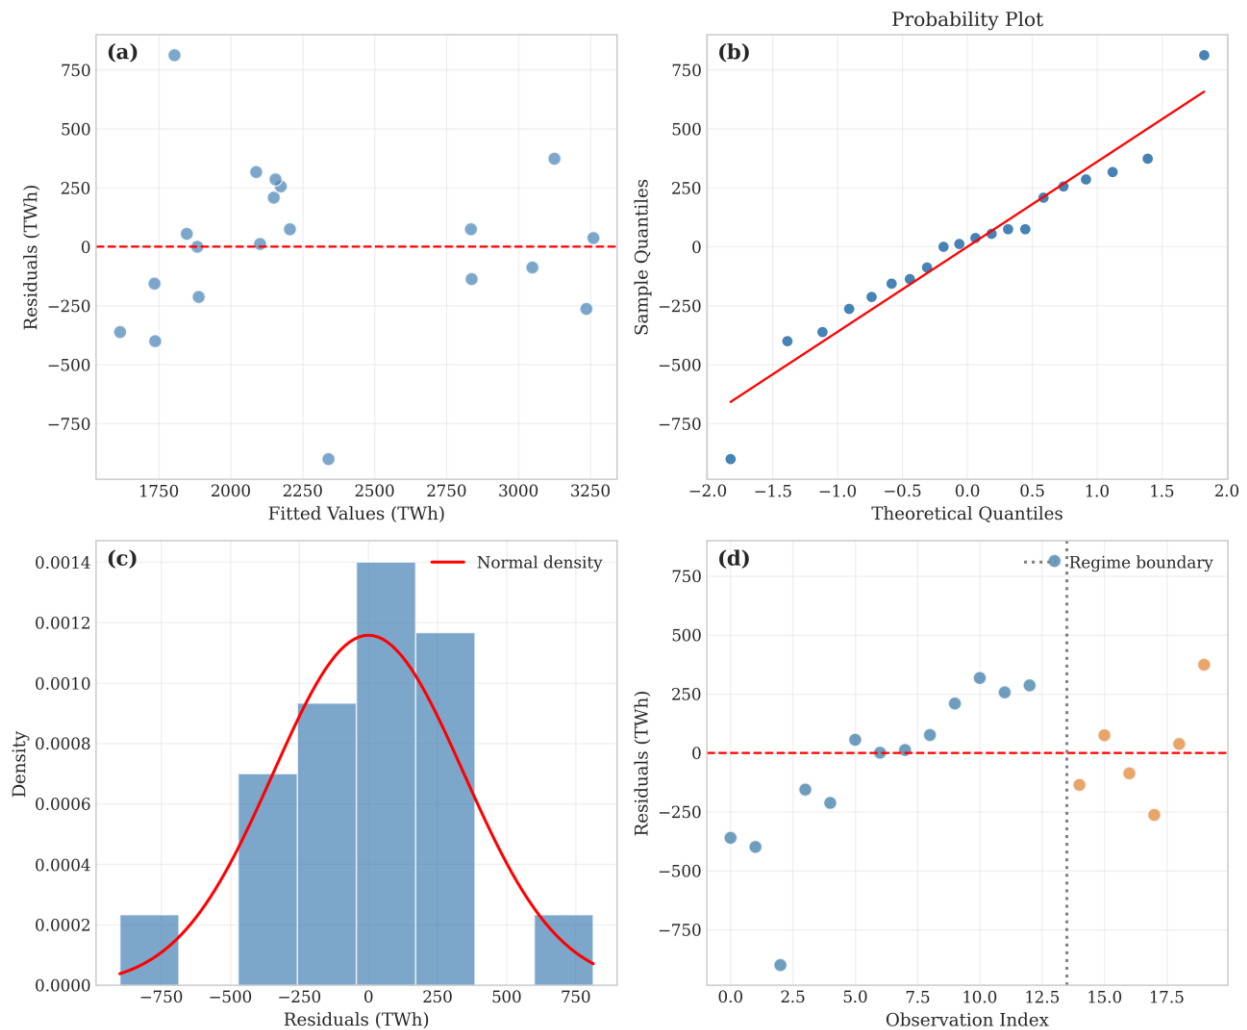 (a)
750
500
250
0
−250
−500
−750
Residuals (TWh)
1750 2000 2250 2500 2750 3000 3250
Fitted Values (TWh)
Probability Plot
(b)
750
500
250
0
−250
−500
−750
Sample Quantiles
−2.0 −1.5 −1.0 −0.5 0.0 0.5 1.0 1.5 2.0
Theoretical Quantiles
(c)
Normal density
0.0014
0.0012
0.0010
0.0008
0.0006
0.0004
0.0002
0.0000
Density
−750 −500 −250 0 250 500 750
Residuals (TWh)
(d)
Regime boundary
750
500
250
0
−250
−500
−750
Residuals (TWh)
0.0 2.5 5.0 7.5 10.0 12.5 15.0 17.5
Observation Index